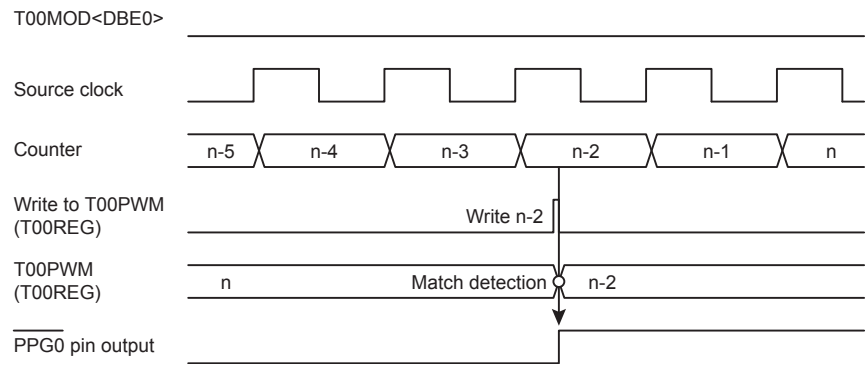 T00MOD<DBE0>
Source clock
Counter n-5 n-4 n-3 n-2 n-1 n
Write to T00PWM
(T00REG) Write n-2
T00PWM
(T00REG) n Match detection n-2
PPG0 pin output